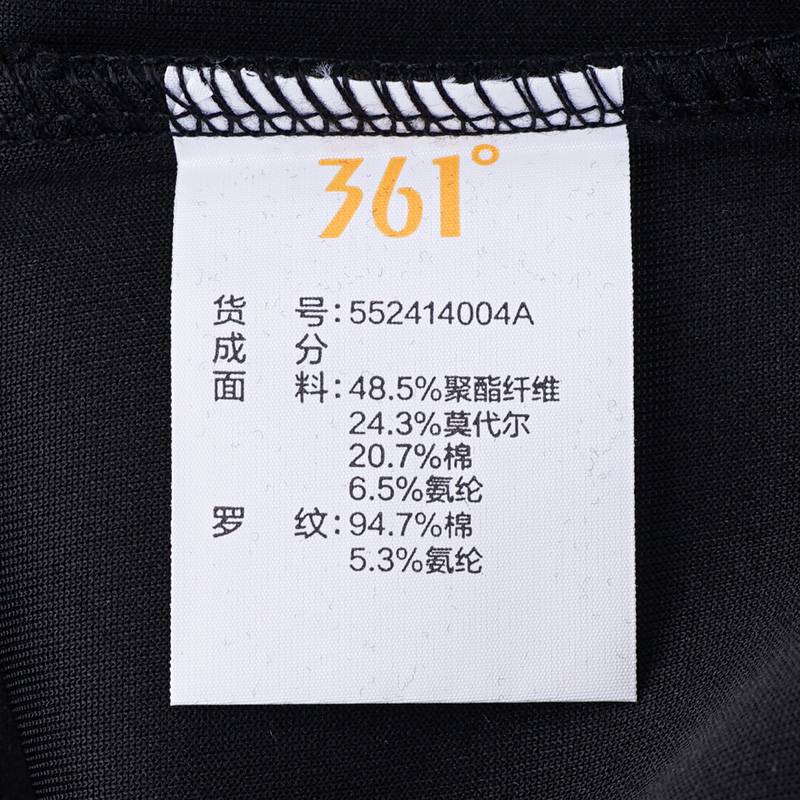 361°
货 号:552414004A
成 分
面 料:48.5%聚酯纤维
24.3%莫代尔
20.7%棉
6.5%氨纶
罗 纹:94.7%棉
5.3%氨纶